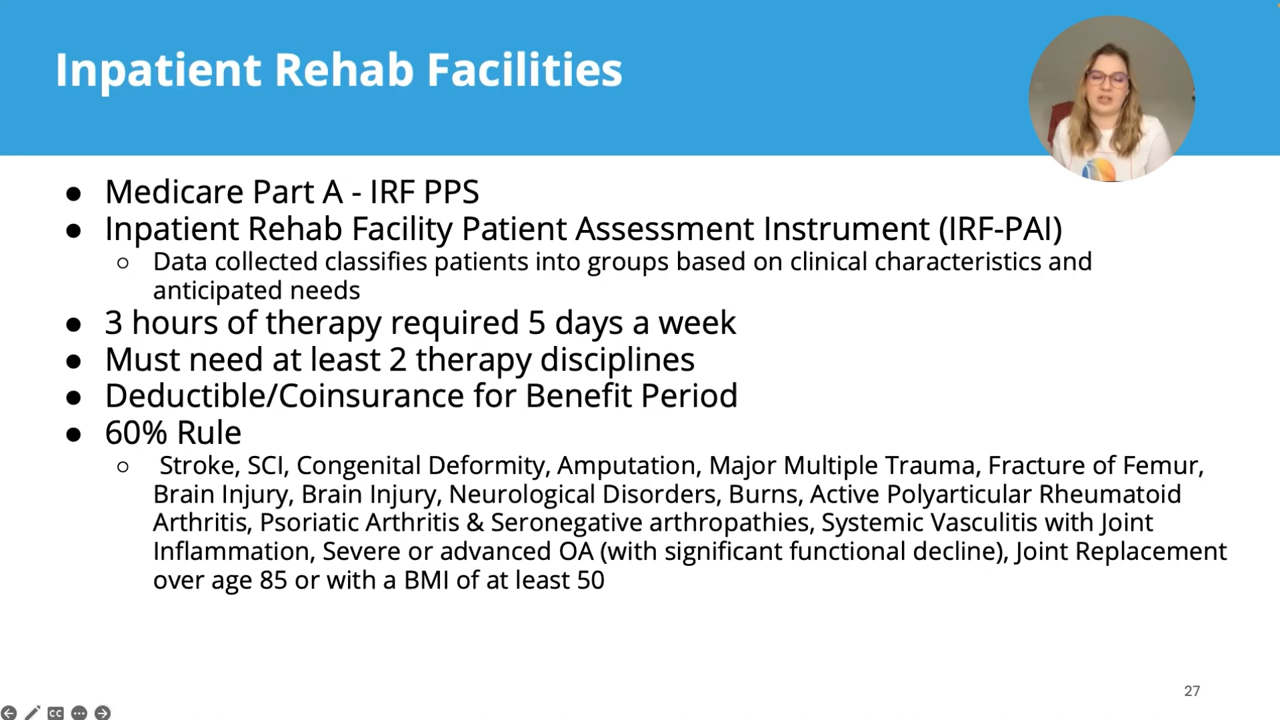 Inpatient Rehab Facilities
● Medicare Part A - IRF PPS
● Inpatient Rehab Facility Patient Assessment Instrument (IRF-PAI)
○ Data collected classifies patients into groups based on clinical characteristics and
anticipated needs
● 3 hours of therapy required 5 days a week
● Must need at least 2 therapy disciplines
● Deductible/Coinsurance for Benefit Period
● 60% Rule
○ Stroke, SCI, Congenital Deformity, Amputation, Major Multiple Trauma, Fracture of Femur,
Brain Injury, Brain Injury, Neurological Disorders, Burns, Active Polyarticular Rheumatoid
Arthritis, Psoriatic Arthritis & Seronegative arthropathies, Systemic Vasculitis with Joint
Inflammation, Severe or advanced OA (with significant functional decline), Joint Replacement
over age 85 or with a BMI of at least 50
27
CC